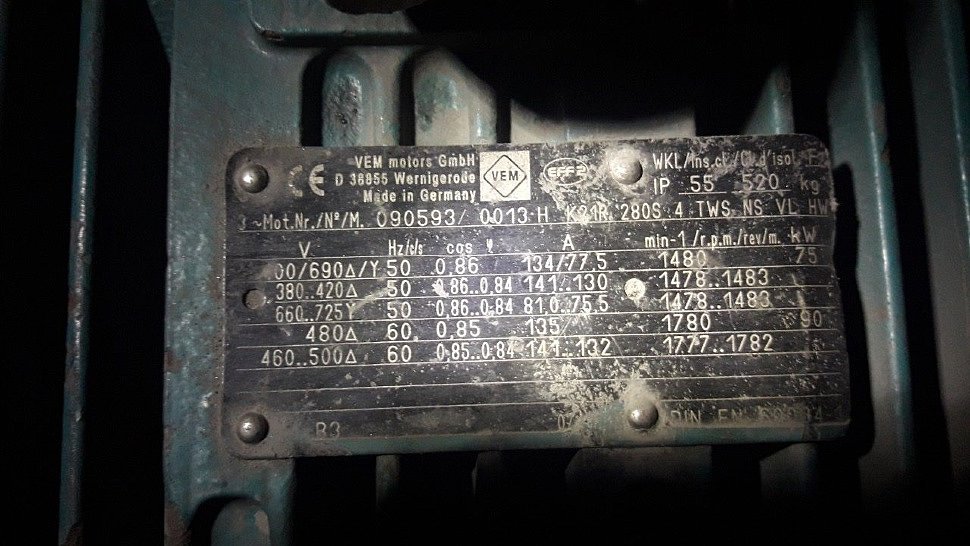 VEM motors GmbH
D 38855 Wernigerode
Made in Germany
CE
VEM
EFF2
WKL/Ins.cl./Cl.d'isol. F
IP 55 520 kg
3 ~Mot.Nr./N°/M. 090593/ 0013 H K21R 280S 4 TWS NS VL HW
V Hz/c/s cos φ A min-1/r.p.m./rev/m. kW
00/690Δ/Y 50 0.86 134/77,5 1480 75
380..420Δ 50 0,86..0,84 141..130 1478..1483
660..725Y 50 0,86..0,84 81,0..75,5 1478..1483
480Δ 60 0.85 135/ 1780 90
460..500Δ 60 0,85..0,84 141..132 1777..1782
B3 DIN EN 60034